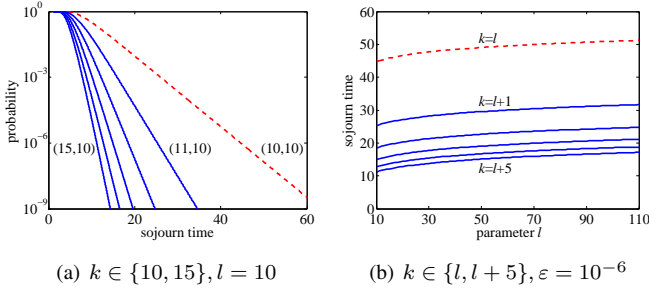 10^0
10^{-3}
10^{-6}
10^{-9}
probability
(15,10)
(11,10)
(10,10)
0
20
40
60
sojourn time
(a) k ∈ {10, 15}, l = 10
60
50
40
30
20
10
0
sojourn time
k=l
k=l+1
k=l+5
10
30
50
70
90
110
parameter l
(b) k ∈ {l, l + 5}, ε = 10^{-6}